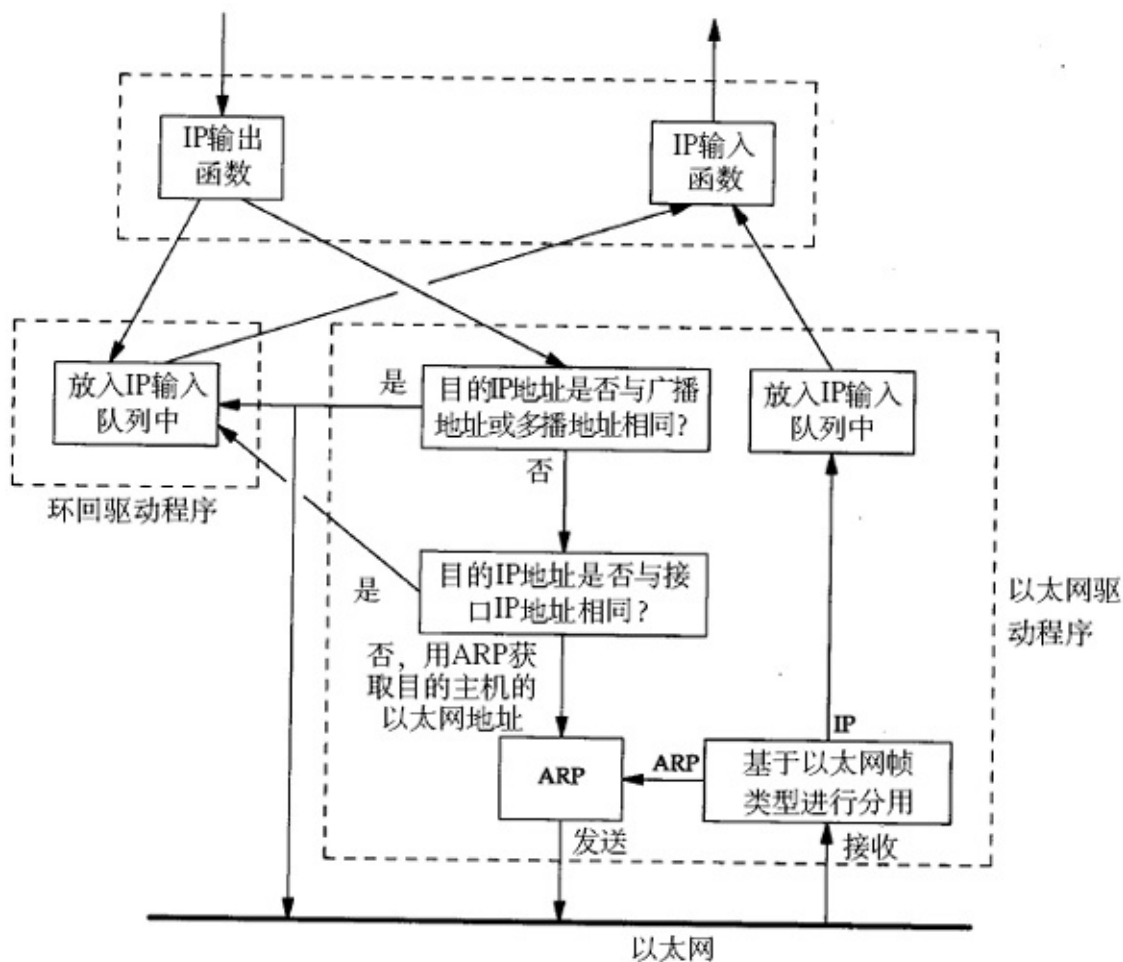 IP输出
函数
IP输入
函数
放入IP输入
队列中
环回驱动程序
是
目的IP地址是否与广播
地址或多播地址相同?
否
放入IP输入
队列中
是
目的IP地址是否与接
口IP地址相同?
否，用ARP获
取目的主机的
以太网地址
以太网驱
动程序
ARP
ARP
IP
基于以太网帧
类型进行分用
发送
接收
以太网